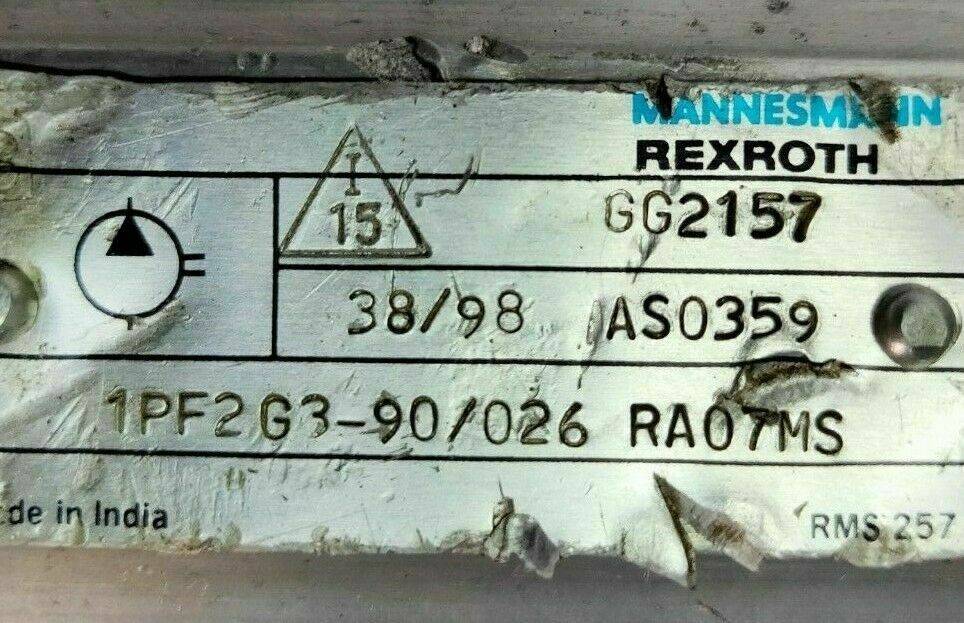 MANNESMANN
REXROTH
I
15
GG2157
38/98 AS0359
1PF2G3-90/026 RA07MS
de in India
RMS 257